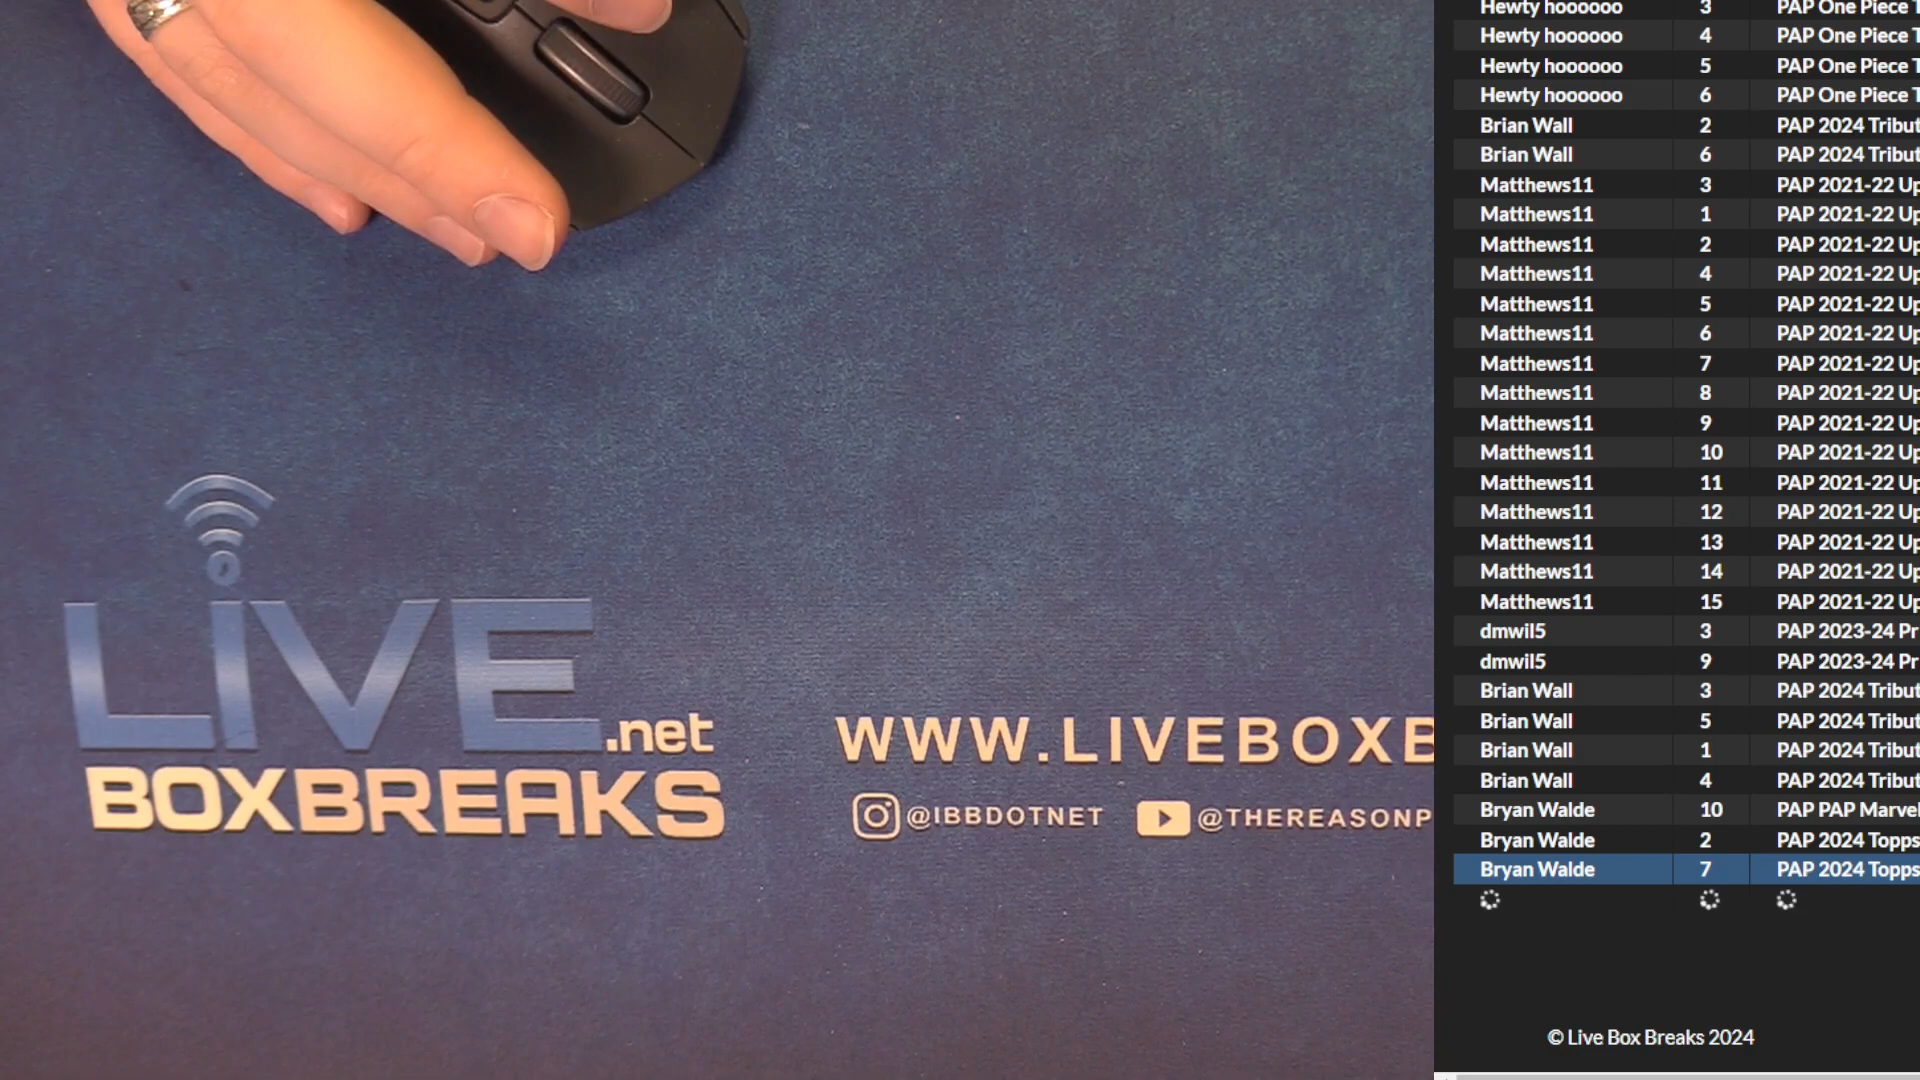 LIVE.net
BOXBREAKS
WWW.LIVEBOXB
@IBBDOTNET @THEREASONP
Hewty hoooooo 3 PAP One Piece T
Hewty hoooooo 4 PAP One Piece T
Hewty hoooooo 5 PAP One Piece T
Hewty hoooooo 6 PAP One Piece T
Brian Wall 2 PAP 2024 Tribut
Brian Wall 6 PAP 2024 Tribut
Matthews11 3 PAP 2021-22 Up
Matthews11 1 PAP 2021-22 Up
Matthews11 2 PAP 2021-22 Up
Matthews11 4 PAP 2021-22 Up
Matthews11 5 PAP 2021-22 Up
Matthews11 6 PAP 2021-22 Up
Matthews11 7 PAP 2021-22 Up
Matthews11 8 PAP 2021-22 Up
Matthews11 9 PAP 2021-22 Up
Matthews11 10 PAP 2021-22 Up
Matthews11 11 PAP 2021-22 Up
Matthews11 12 PAP 2021-22 Up
Matthews11 13 PAP 2021-22 Up
Matthews11 14 PAP 2021-22 Up
Matthews11 15 PAP 2021-22 Up
dmwil5 3 PAP 2023-24 Pr
dmwil5 9 PAP 2023-24 Pr
Brian Wall 3 PAP 2024 Tribut
Brian Wall 5 PAP 2024 Tribut
Brian Wall 1 PAP 2024 Tribut
Brian Wall 4 PAP 2024 Tribut
Bryan Walde 10 PAP PAP Marvel
Bryan Walde 2 PAP 2024 Topps
Bryan Walde 7 PAP 2024 Topps
© Live Box Breaks 2024